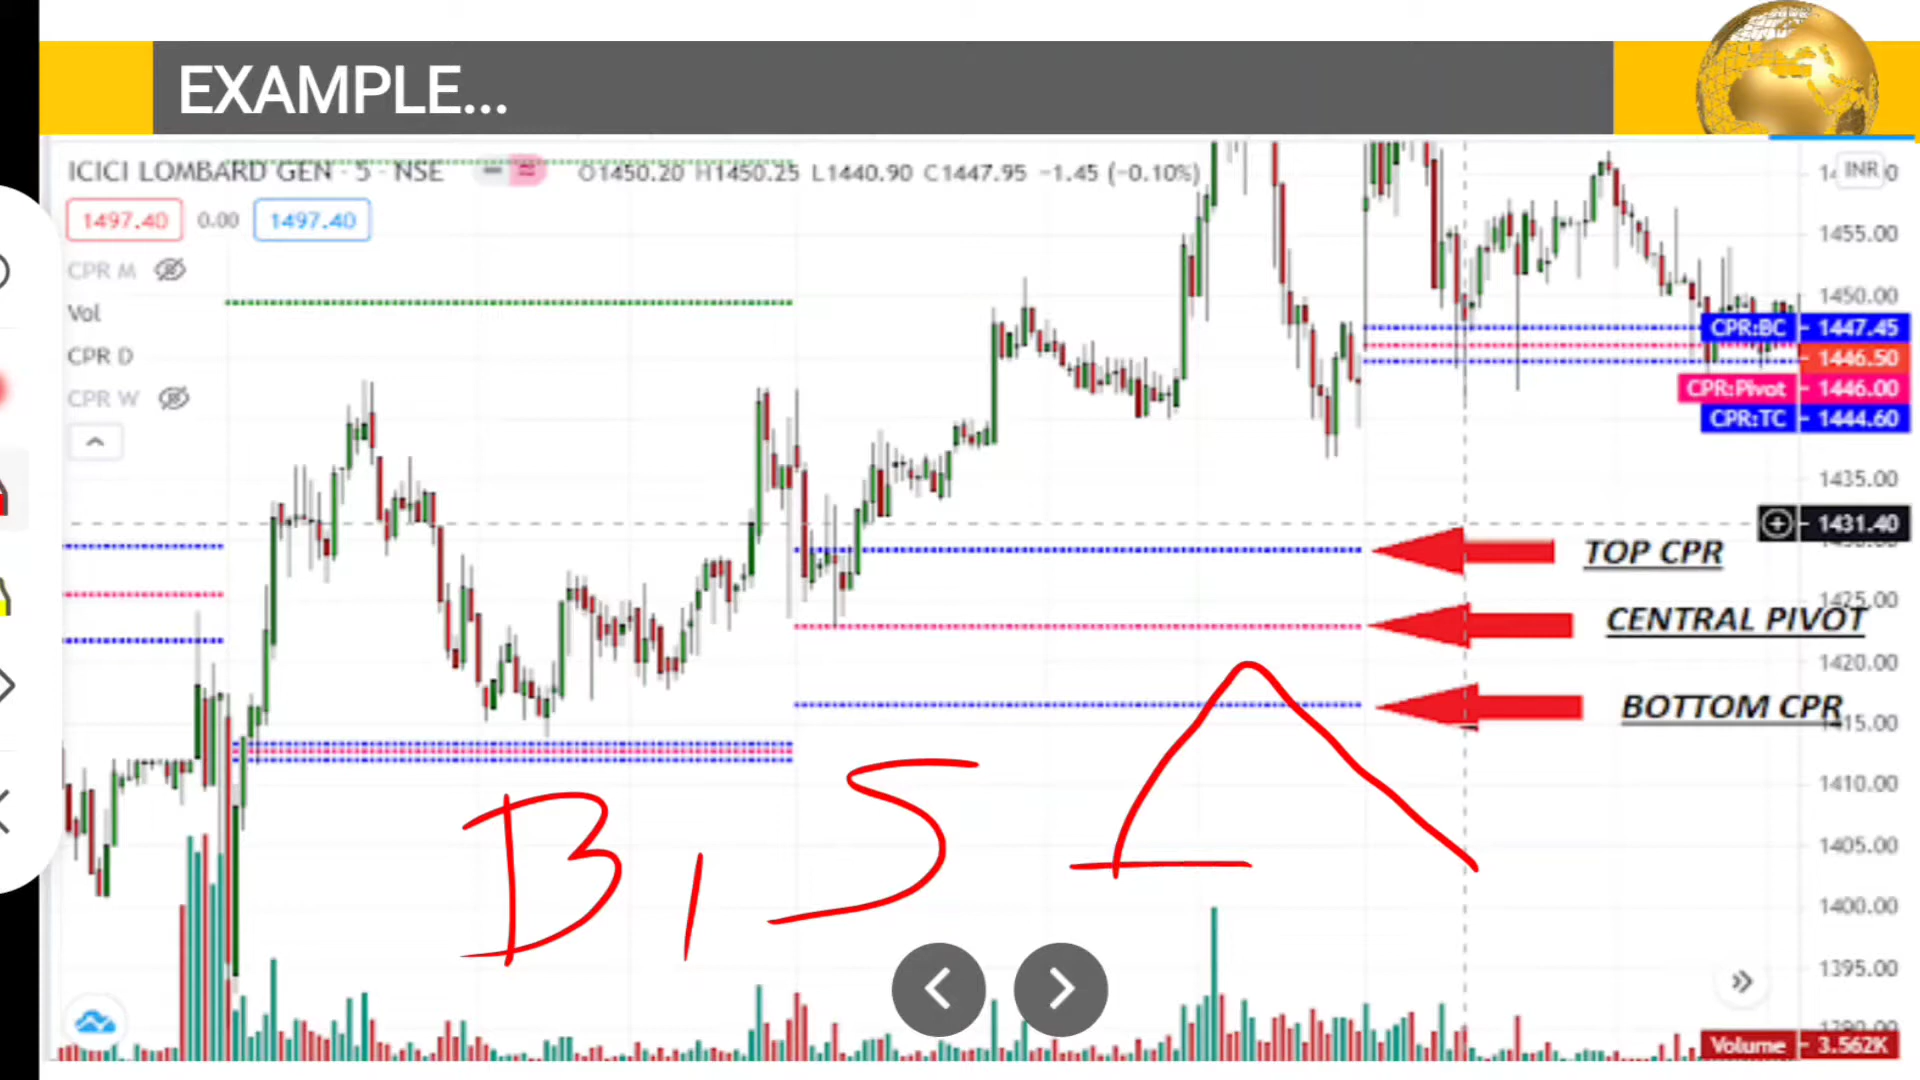 EXAMPLE...
ICICI LOMBARD GEN · 5 · NSE O1450.20 H1450.25 L1440.90 C1447.95 −1.45 (−0.10%)
INR
1497.40 0.00 1497.40
1455.00
CPR M
1450.00
Vol
CPR:BC 1447.45
CPR D
1446.50
CPR:Pivot 1446.00
CPR W
CPR:TC 1444.60
1435.00
1431.40
TOP CPR
1425.00
CENTRAL PIVOT
1420.00
BOTTOM CPR
1415.00
1410.00
B, S
1405.00
1400.00
1395.00
Volume 3.562K